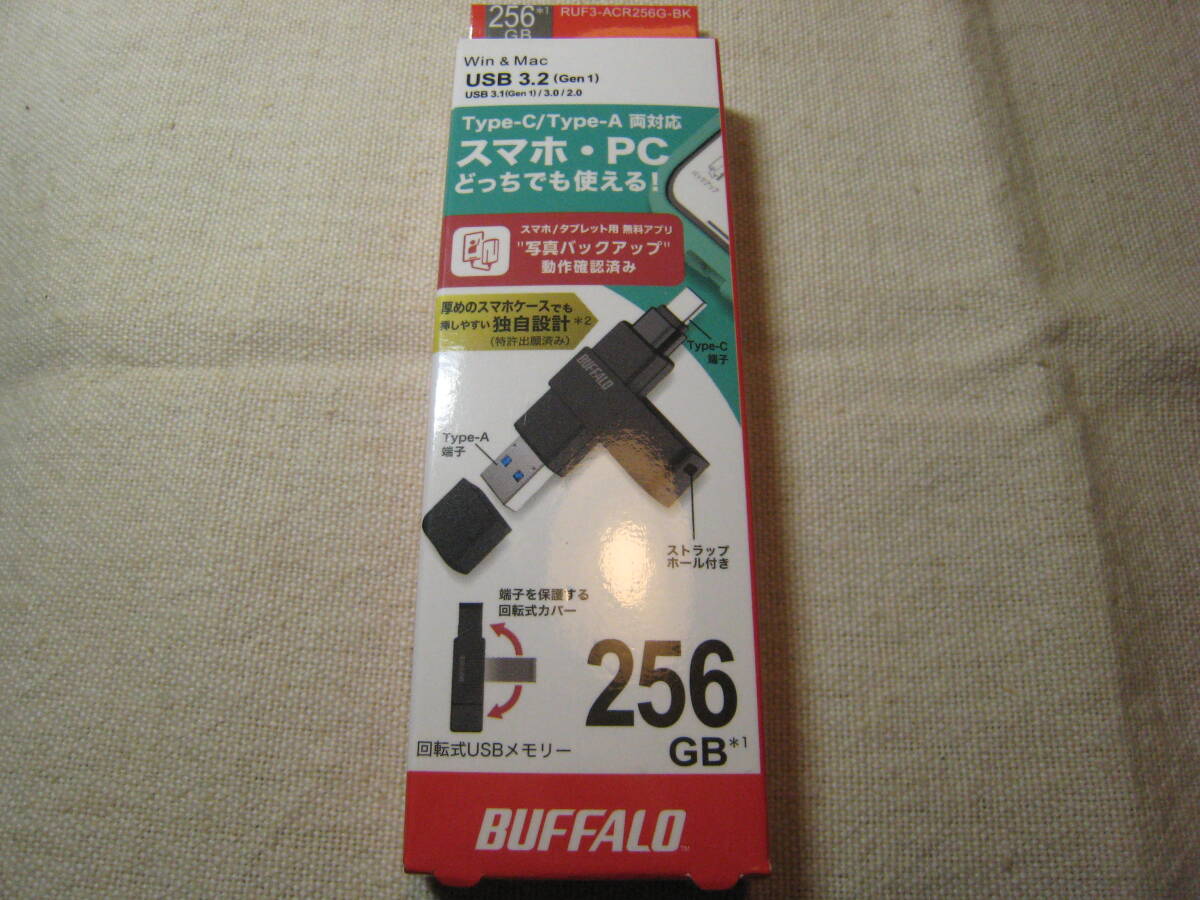 256*1
GB
RUF3-ACR256G-BK
Win & Mac
USB 3.2 (Gen 1)
USB 3.1(Gen 1) / 3.0 / 2.0
Type-C/Type-A 両対応
スマホ・PC
どっちでも使える!
バックアップ
スマホ/タブレット用 無料アプリ
"写真バックアップ"
動作確認済み
厚めのスマホケースでも
挿しやすい 独自設計 *2
(特許出願済み)
Type-C
端子
BUFFALO
Type-A
端子
ストラップ
ホール付き
端子を保護する
回転式カバー
256
GB*1
回転式USBメモリー
BUFFALO™